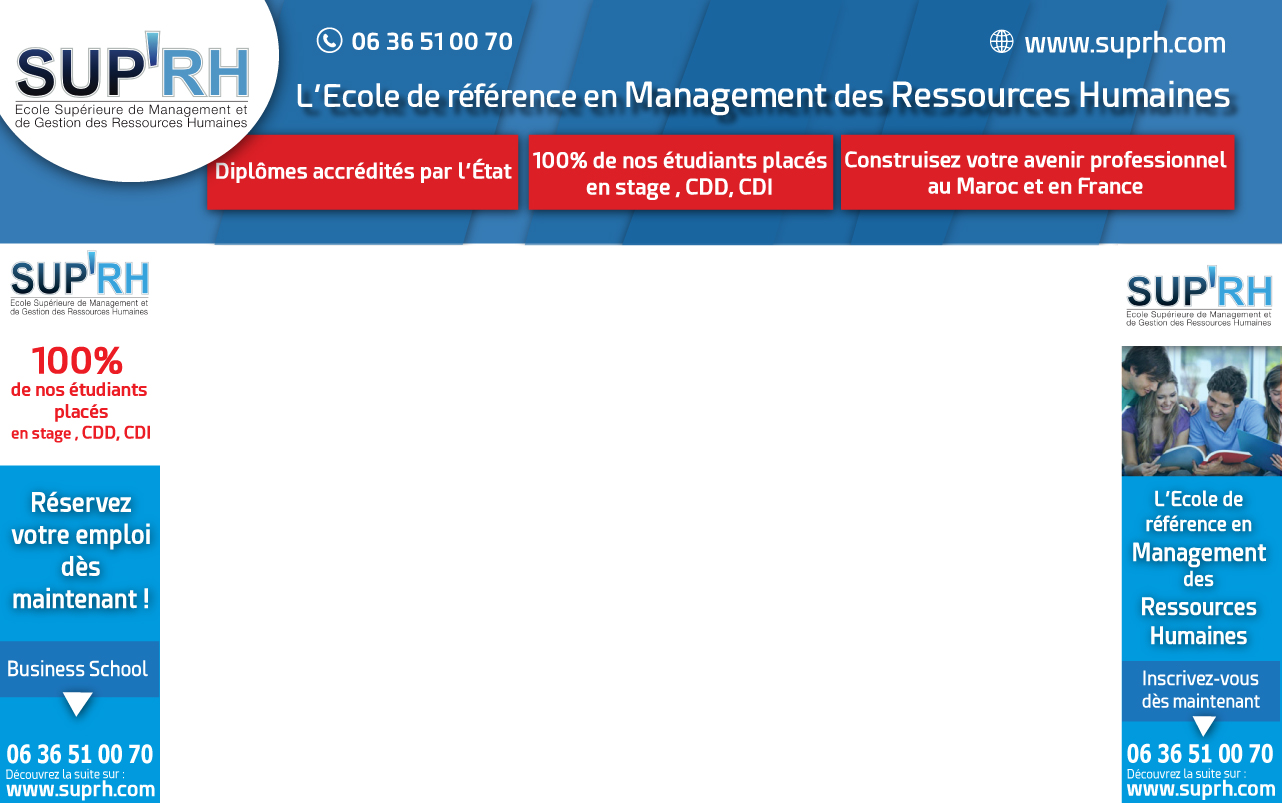 SUP'RH
Ecole Supérieure de Management et
de Gestion des Ressources Humaines
06 36 51 00 70
www.suprh.com
L'Ecole de référence en Management des Ressources Humaines
Diplômes accrédités par l'État
100% de nos étudiants placés
en stage , CDD, CDI
Construisez votre avenir professionnel
au Maroc et en France
SUP'RH
Ecole Supérieure de Management et
de Gestion des Ressources Humaines
100%
de nos étudiants
placés
en stage , CDD, CDI
Réservez
votre emploi
dès
maintenant !
Business School
06 36 51 00 70
Découvrez la suite sur :
www.suprh.com
SUP'RH
Ecole Supérieure de Management et
de Gestion des Ressources Humaines
L'Ecole de
référence en
Management
des
Ressources
Humaines
Inscrivez-vous
dès maintenant
06 36 51 00 70
Découvrez la suite sur :
www.suprh.com